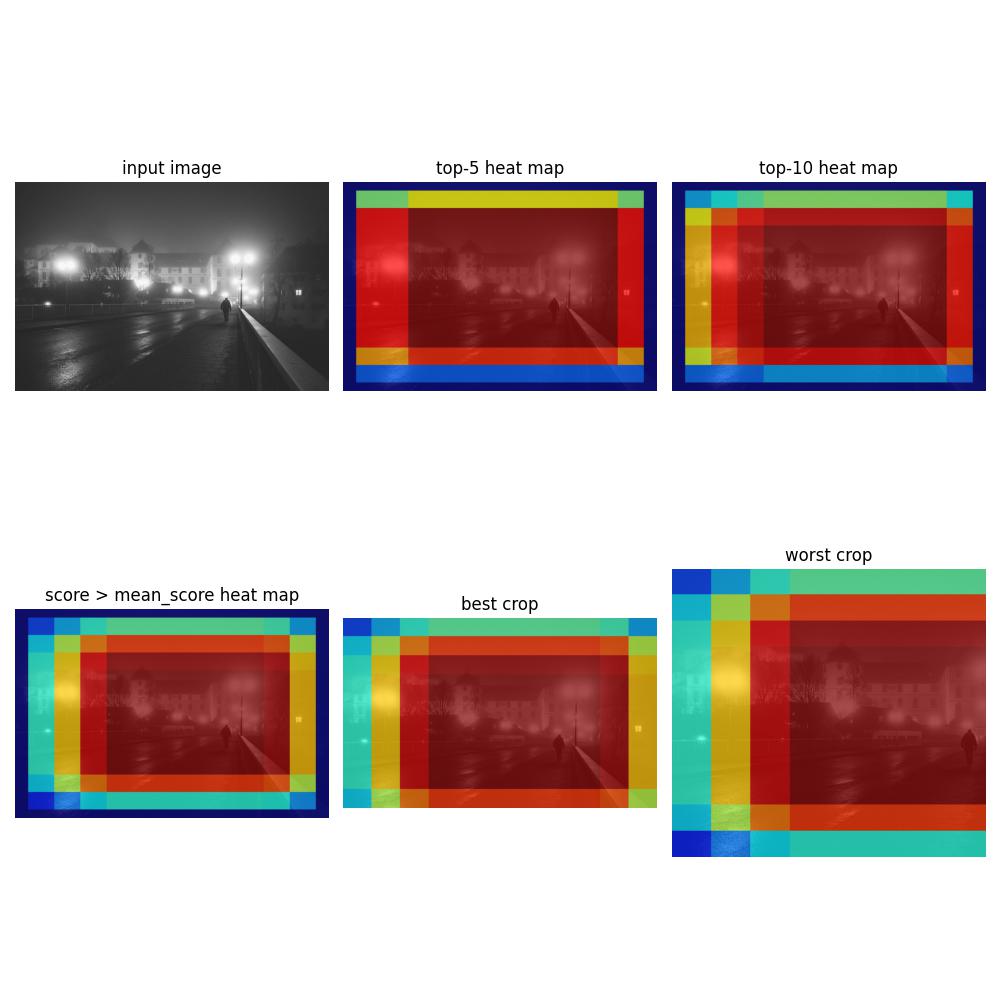 input image
top-5 heat map
top-10 heat map
score > mean_score heat map
best crop
worst crop